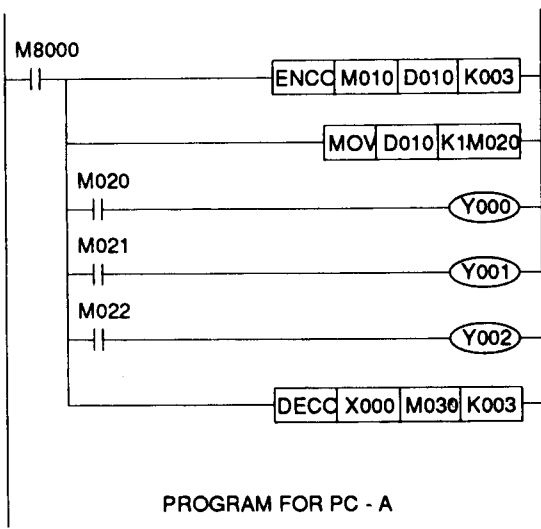 M8000
ENCO M010 D010 K003
MOV D010 K1M020
M020
Y000
M021
Y001
M022
Y002
DECO X000 M030 K003
PROGRAM FOR PC - A